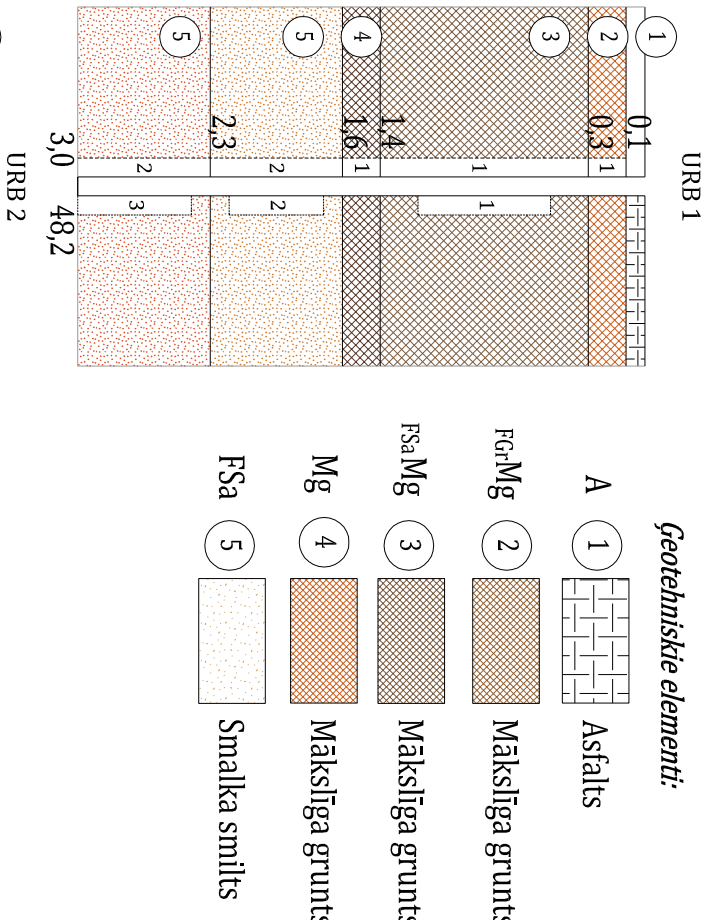 URB 1
1
0,1
2
0,3
1
3
1
1
1,4
4
1
1,6
5
2
2
2,3
5
2
3
3,0
48,2
URB 2
Geotehniskie elementi:
A 1 Asfalts
FGrMg 2 Mākslīga grunts
FSaMg 3 Mākslīga grunts
Mg 4 Mākslīga grunts
FSa 5 Smalka smilts